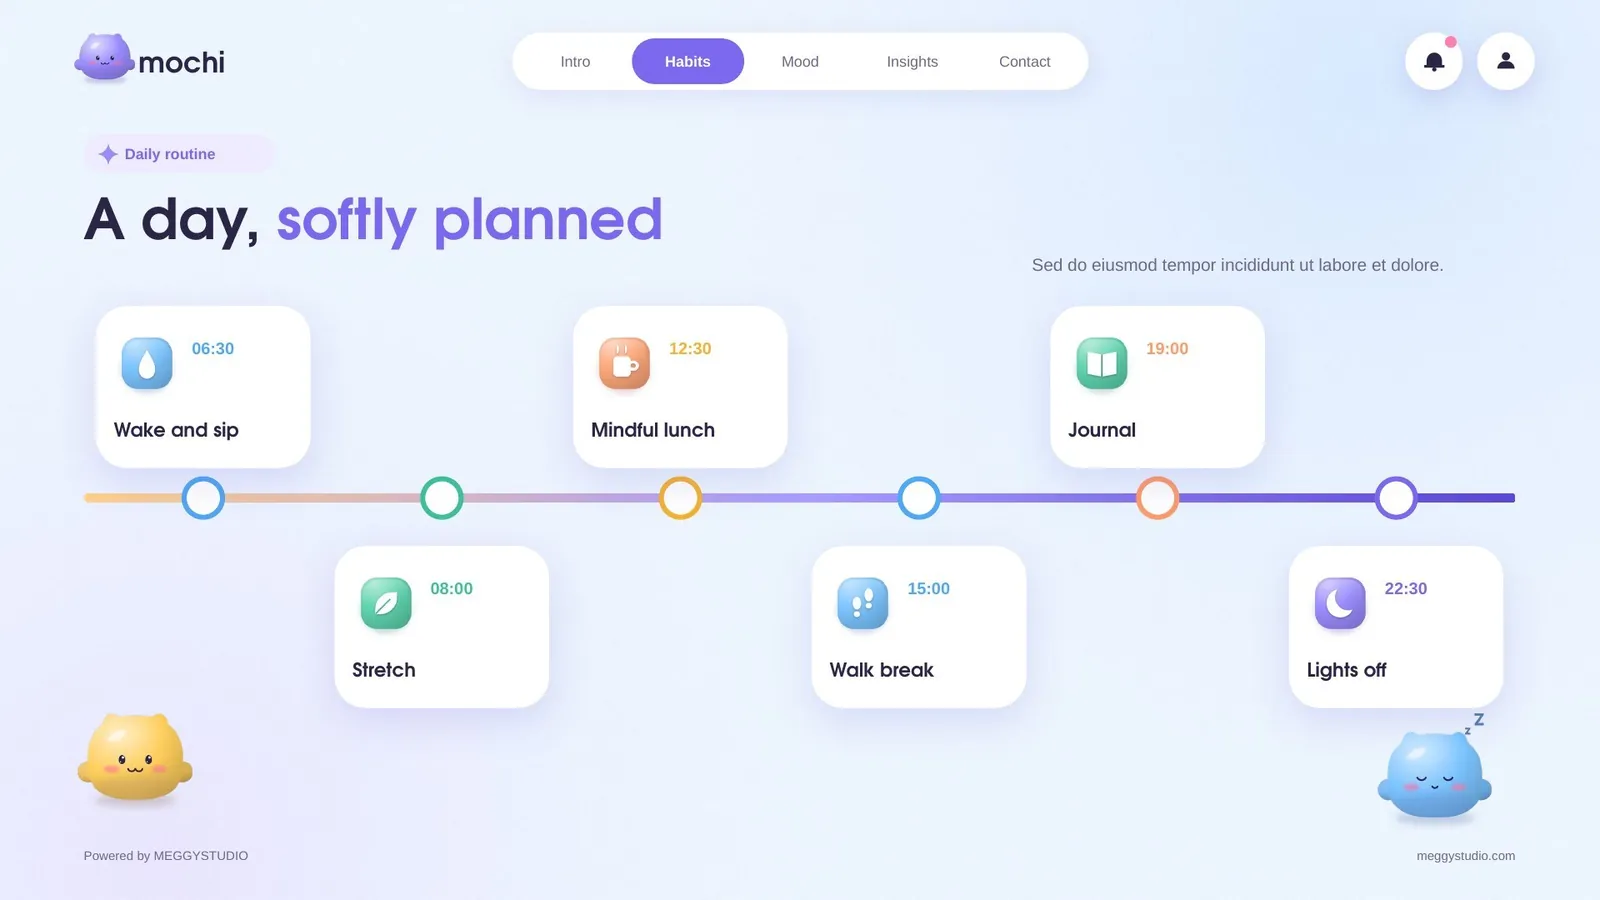 mochi
Intro
Habits
Mood
Insights
Contact
Daily routine
A day, softly planned
Sed do eiusmod tempor incididunt ut labore et dolore.
06:30
Wake and sip
12:30
Mindful lunch
19:00
Journal
08:00
Stretch
15:00
Walk break
22:30
Lights off
z Z
Powered by MEGGYSTUDIO
meggystudio.com